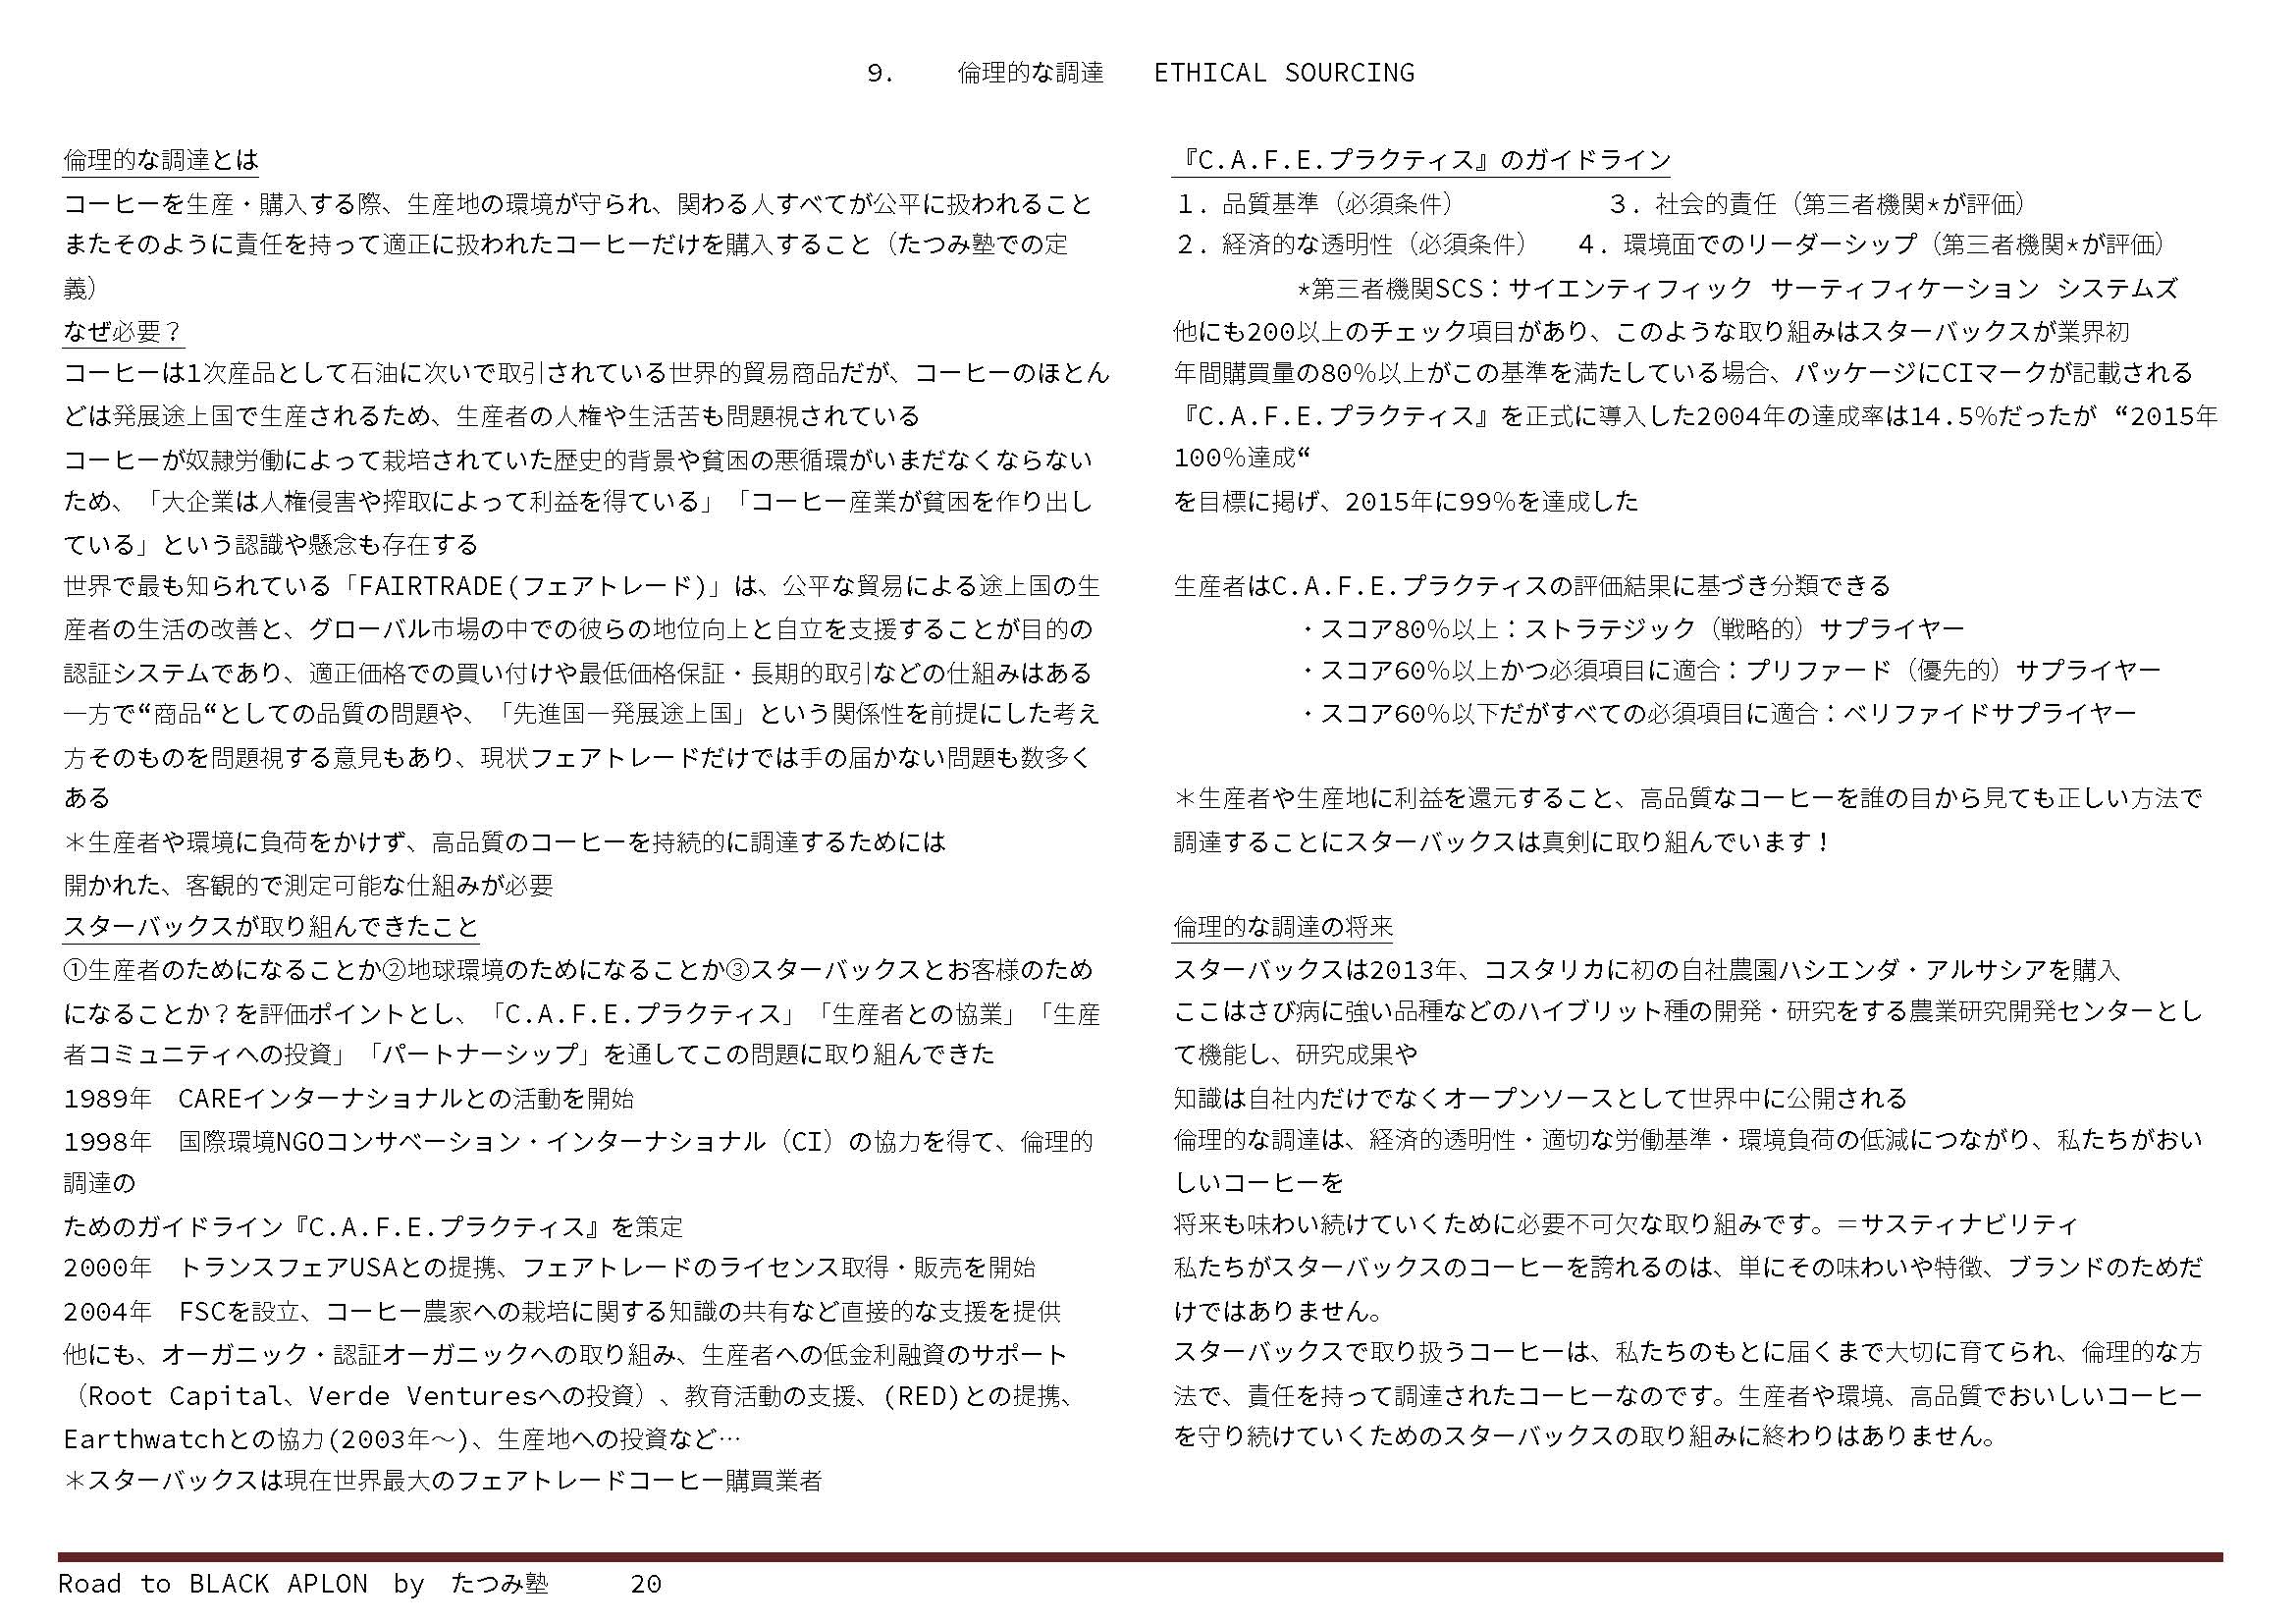 9.　倫理的な調達　ETHICAL SOURCING
倫理的な調達とは
コーヒーを生産・購入する際、生産地の環境が守られ、関わる人すべてが公平に扱われること
またそのように責任を持って適正に扱われたコーヒーだけを購入すること（たつみ塾での定
義）
なぜ必要？
コーヒーは1次産品として石油に次いで取引されている世界的貿易商品だが、コーヒーのほとん
どは発展途上国で生産されるため、生産者の人権や生活苦も問題視されている
コーヒーが奴隷労働によって栽培されていた歴史的背景や貧困の悪循環がいまだなくならない
ため、「大企業は人権侵害や搾取によって利益を得ている」「コーヒー産業が貧困を作り出し
ている」という認識や懸念も存在する
世界で最も知られている「FAIRTRADE(フェアトレード)」は、公平な貿易による途上国の生
産者の生活の改善と、グローバル市場の中での彼らの地位向上と自立を支援することが目的の
認証システムであり、適正価格での買い付けや最低価格保証・長期的取引などの仕組みはある
一方で“商品“としての品質の問題や、「先進国―発展途上国」という関係性を前提にした考え
方そのものを問題視する意見もあり、現状フェアトレードだけでは手の届かない問題も数多く
ある
＊生産者や環境に負荷をかけず、高品質のコーヒーを持続的に調達するためには
開かれた、客観的で測定可能な仕組みが必要
スターバックスが取り組んできたこと
①生産者のためになることか②地球環境のためになることか③スターバックスとお客様のため
になることか？を評価ポイントとし、「C.A.F.E.プラクティス」「生産者との協業」「生産
者コミュニティへの投資」「パートナーシップ」を通してこの問題に取り組んできた
1989年　CAREインターナショナルとの活動を開始
1998年　国際環境NGOコンサベーション・インターナショナル（CI）の協力を得て、倫理的
調達の
ためのガイドライン『C.A.F.E.プラクティス』を策定
2000年　トランスフェアUSAとの提携、フェアトレードのライセンス取得・販売を開始
2004年　FSCを設立、コーヒー農家への栽培に関する知識の共有など直接的な支援を提供
他にも、オーガニック・認証オーガニックへの取り組み、生産者への低金利融資のサポート
（Root Capital、Verde Venturesへの投資）、教育活動の支援、(RED)との提携、
Earthwatchとの協力(2003年～)、生産地への投資など…
＊スターバックスは現在世界最大のフェアトレードコーヒー購買業者
『C.A.F.E.プラクティス』のガイドライン
１．品質基準（必須条件）　３．社会的責任（第三者機関*が評価）
２．経済的な透明性（必須条件）　４．環境面でのリーダーシップ（第三者機関*が評価）
*第三者機関SCS：サイエンティフィック サーティフィケーション システムズ
他にも200以上のチェック項目があり、このような取り組みはスターバックスが業界初
年間購買量の80％以上がこの基準を満たしている場合、パッケージにCIマークが記載される
『C.A.F.E.プラクティス』を正式に導入した2004年の達成率は14.5％だったが “2015年
100％達成“
を目標に掲げ、2015年に99％を達成した
生産者はC.A.F.E.プラクティスの評価結果に基づき分類できる
・スコア80％以上：ストラテジック（戦略的）サプライヤー
・スコア60％以上かつ必須項目に適合：プリファード（優先的）サプライヤー
・スコア60％以下だがすべての必須項目に適合：ベリファイドサプライヤー
＊生産者や生産地に利益を還元すること、高品質なコーヒーを誰の目から見ても正しい方法で
調達することにスターバックスは真剣に取り組んでいます！
倫理的な調達の将来
スターバックスは2013年、コスタリカに初の自社農園ハシエンダ・アルサシアを購入
ここはさび病に強い品種などのハイブリット種の開発・研究をする農業研究開発センターとし
て機能し、研究成果や
知識は自社内だけでなくオープンソースとして世界中に公開される
倫理的な調達は、経済的透明性・適切な労働基準・環境負荷の低減につながり、私たちがおい
しいコーヒーを
将来も味わい続けていくために必要不可欠な取り組みです。＝サスティナビリティ
私たちがスターバックスのコーヒーを誇れるのは、単にその味わいや特徴、ブランドのためだ
けではありません。
スターバックスで取り扱うコーヒーは、私たちのもとに届くまで大切に育てられ、倫理的な方
法で、責任を持って調達されたコーヒーなのです。生産者や環境、高品質でおいしいコーヒー
を守り続けていくためのスターバックスの取り組みに終わりはありません。
Road to BLACK APLON by たつみ塾　20